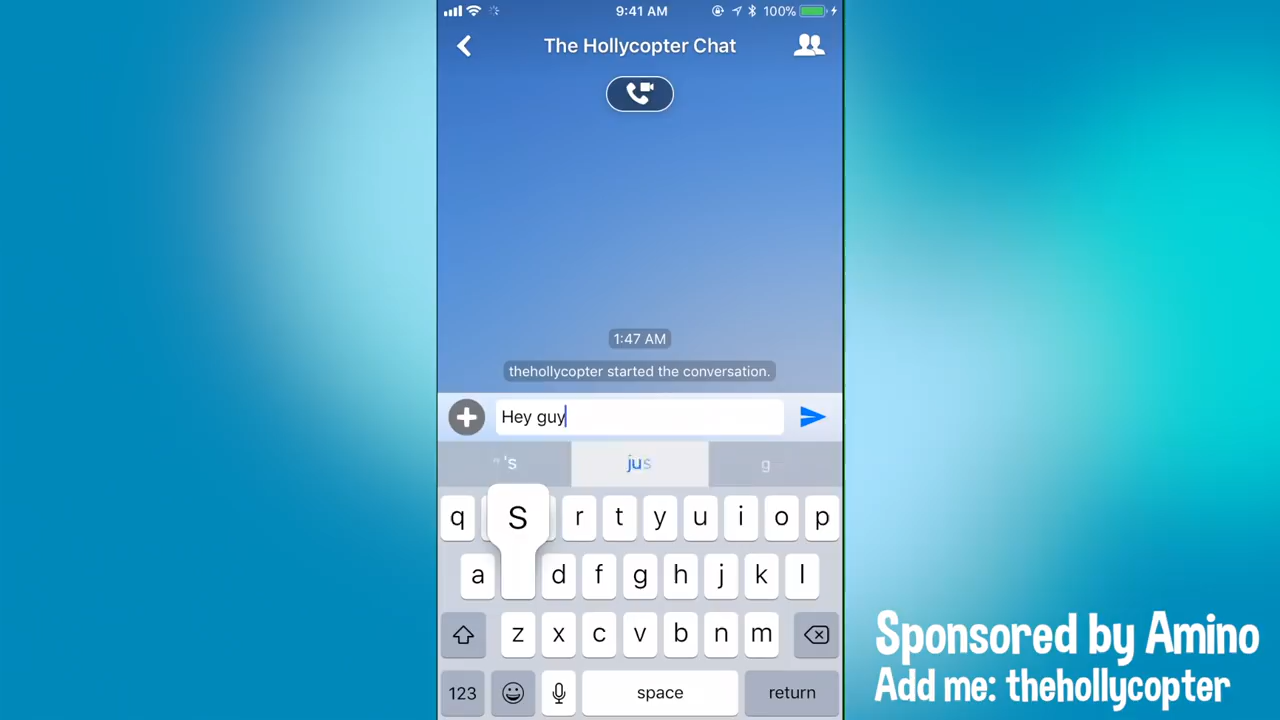 9:41 AM 100%
The Hollycopter Chat
1:47 AM
thehollycopter started the conversation.
Hey guy
jus
q S r t y u i o p
a d f g h j k l
z x c v b n m
123 space return
Sponsored by Amino
Add me: thehollycopter